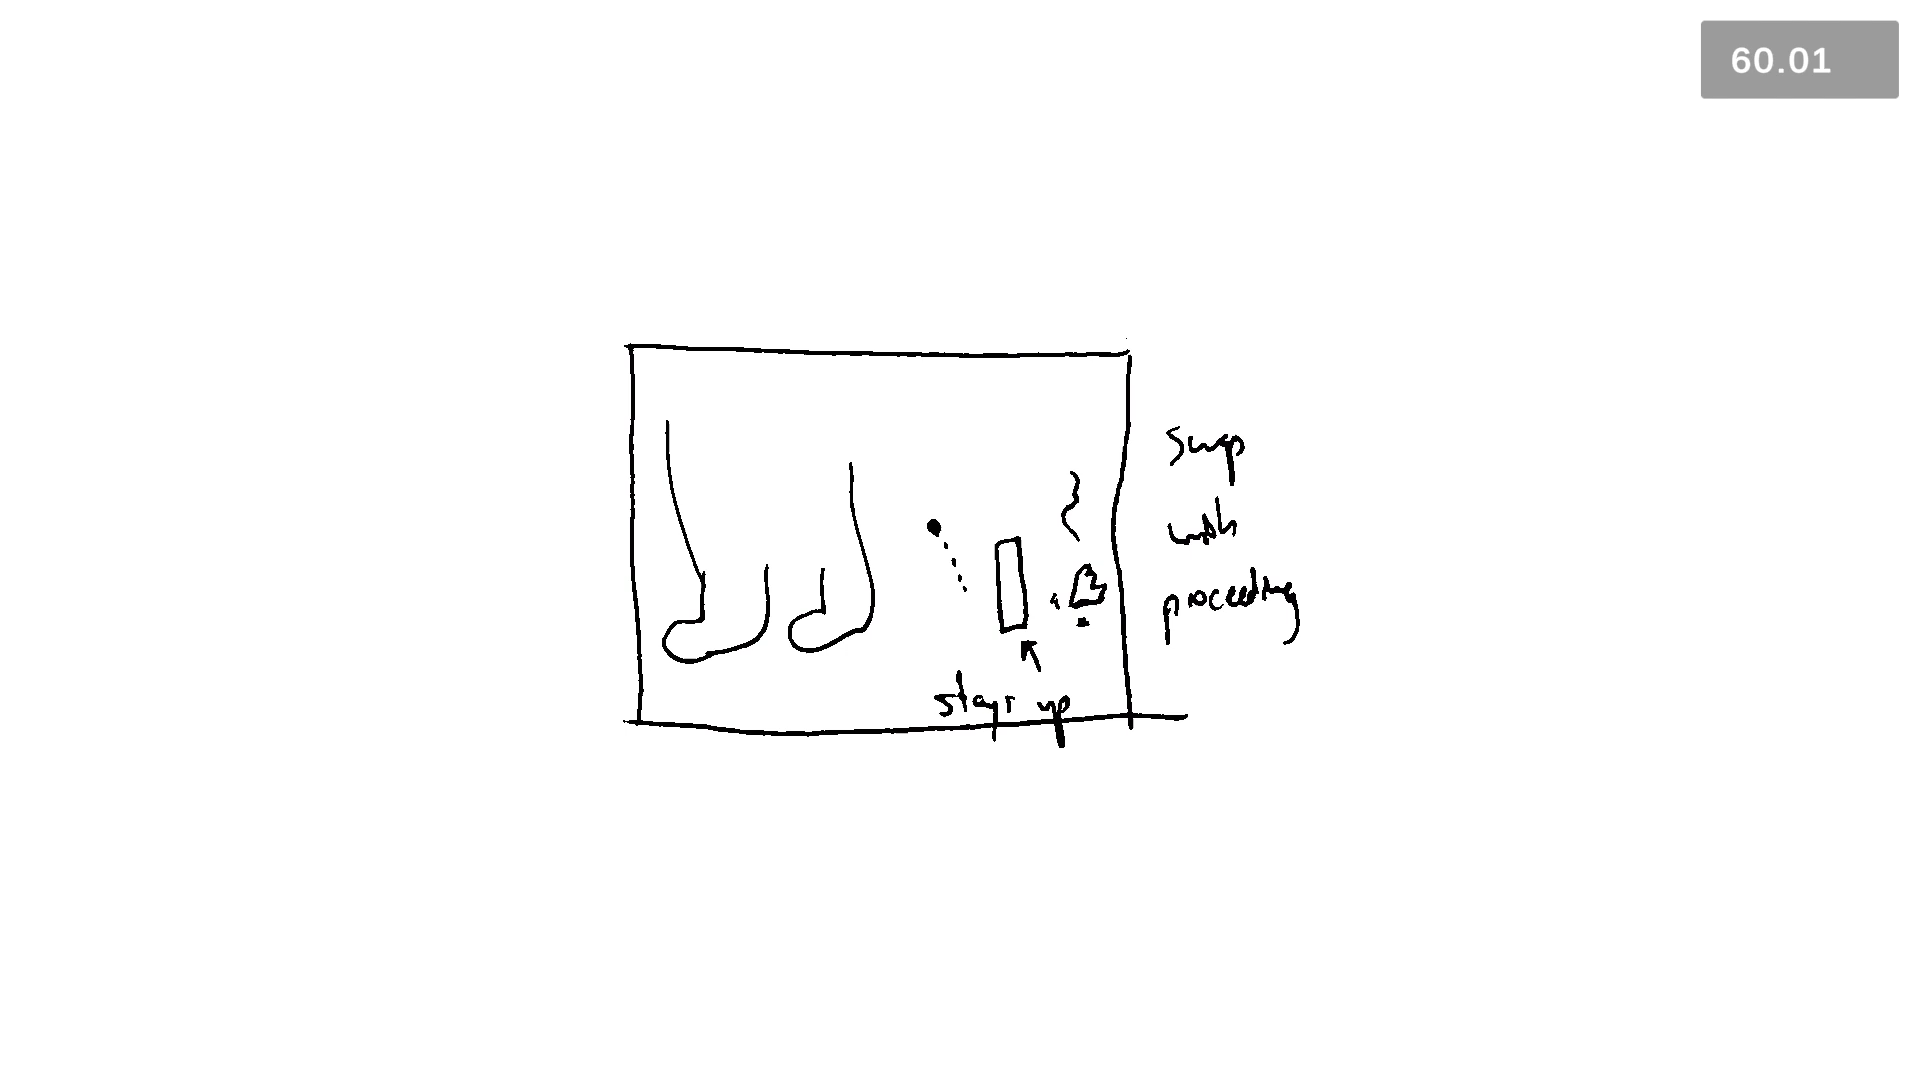 60.01
swap
with
proceeding
stays up